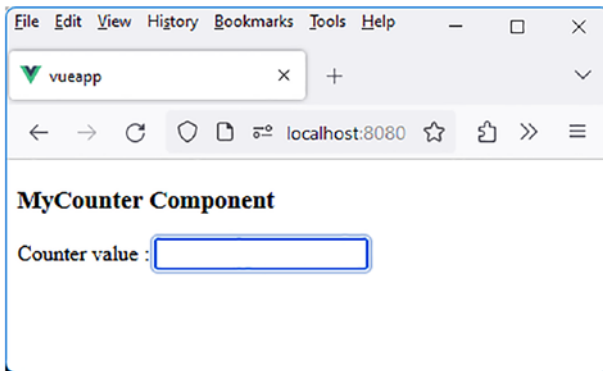 File Edit View History Bookmarks Tools Help
vueapp
localhost:8080
MyCounter Component
Counter value :